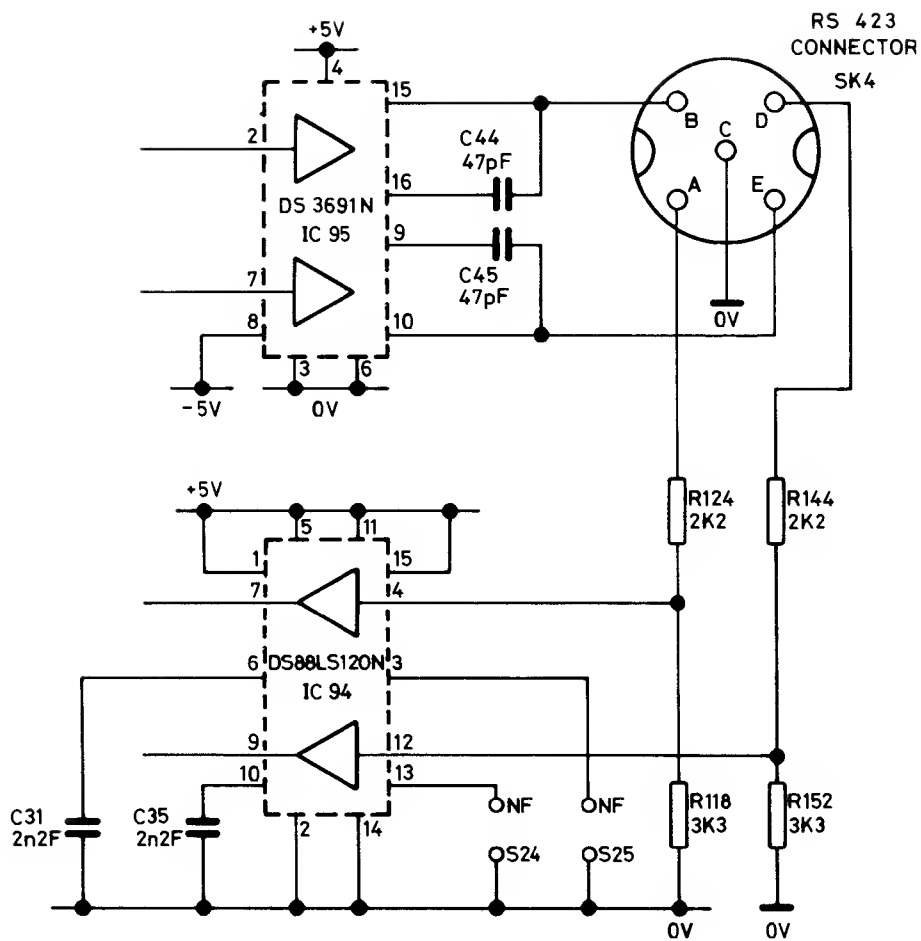 RS 423
CONNECTOR
SK4
+5V
4
15
B
D
C
2
C44
47pF
16
A
E
DS 3691N
IC 95
9
7
C45
47pF
8
10
0V
3
6
-5V
0V
+5V
R124
2K2
R144
2K2
5
11
1
15
7
4
6
DS88LS120N
3
IC 94
9
12
10
13
C31
2n2F
C35
2n2F
NF
NF
R118
3K3
R152
3K3
2
14
S24
S25
0V
0V